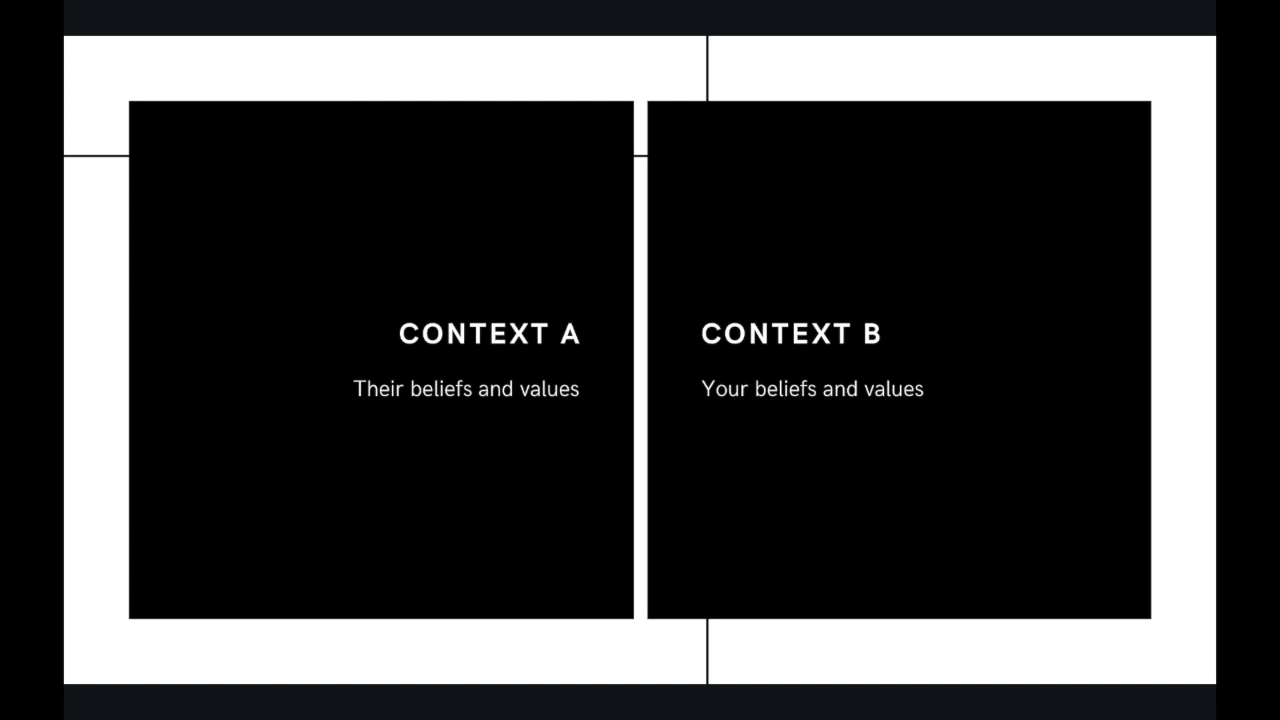 CONTEXT A
Their beliefs and values
CONTEXT B
Your beliefs and values